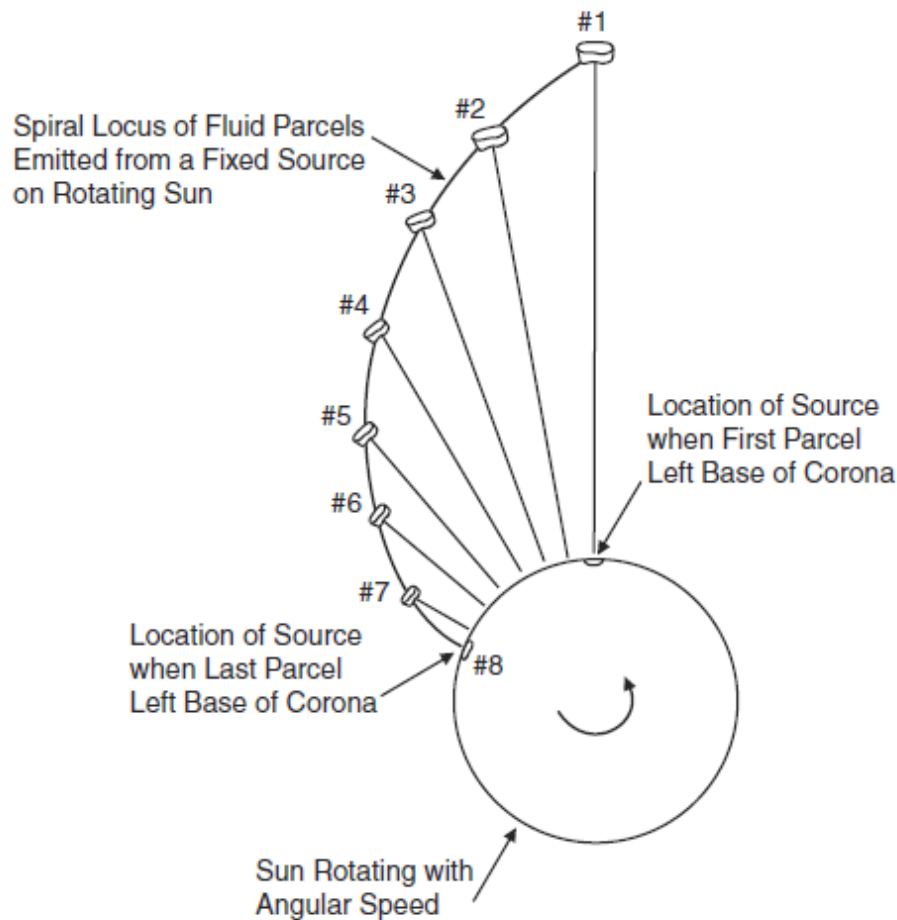 #1
#2
Spiral Locus of Fluid Parcels
Emitted from a Fixed Source
on Rotating Sun
#3
#4
#5
Location of Source
when First Parcel
Left Base of Corona
#6
#7
Location of Source
when Last Parcel
Left Base of Corona
#8
Sun Rotating with
Angular Speed